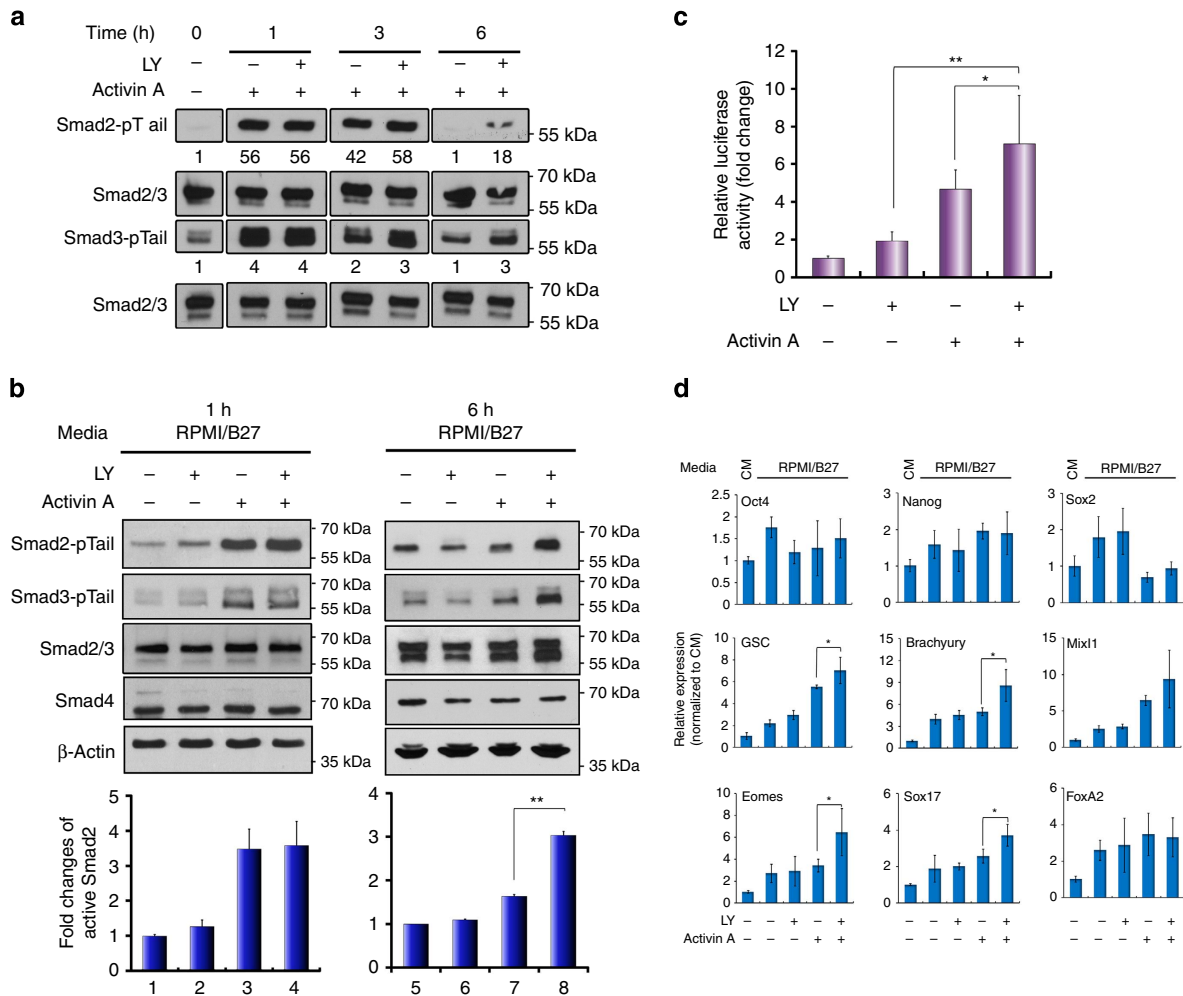 a
Time (h) 0 1 3 6
LY – – + – + – +
Activin A – + + + + + +
Smad2-pT ail
55 kDa
1 56 56 42 58 1 18
70 kDa
Smad2/3
55 kDa
Smad3-pTail
55 kDa
1 4 4 2 3 1 3
70 kDa
Smad2/3
55 kDa
b
1 h 6 h
Media RPMI/B27 RPMI/B27
LY – + – + – + – +
Activin A – – + + – – + +
70 kDa 70 kDa
Smad2-pTail
55 kDa 55 kDa
70 kDa 70 kDa
Smad3-pTail
55 kDa 55 kDa
70 kDa 70 kDa
Smad2/3
55 kDa 55 kDa
70 kDa 70 kDa
Smad4
β-Actin
35 kDa 35 kDa
Fold changes of
active Smad2
5
4
3
2
1
0
1 2 3 4
4
3
2
1
0
**
5 6 7 8
c
Relative luciferase
activity (fold change)
12
10
8
6
4
2
0
**
*
LY – + – +
Activin A – – + +
d
Media CM RPMI/B27 CM RPMI/B27 CM RPMI/B27
Oct4
2.5
2
1.5
1
0.5
0
Nanog
3
2
1
0
Sox2
3
2
1
0
Relative expression
(normalized to CM)
GSC
10
8
6
4
2
0
*
Brachyury
15
12
9
6
3
0
*
Mixl1
15
10
5
0
Eomes
10
8
6
4
2
0
*
Sox17
6
4
2
0
*
FoxA2
6
4
2
0
LY – – + – + – – + – + – – + – +
Activin A – – – + + – – – + + – – – + +